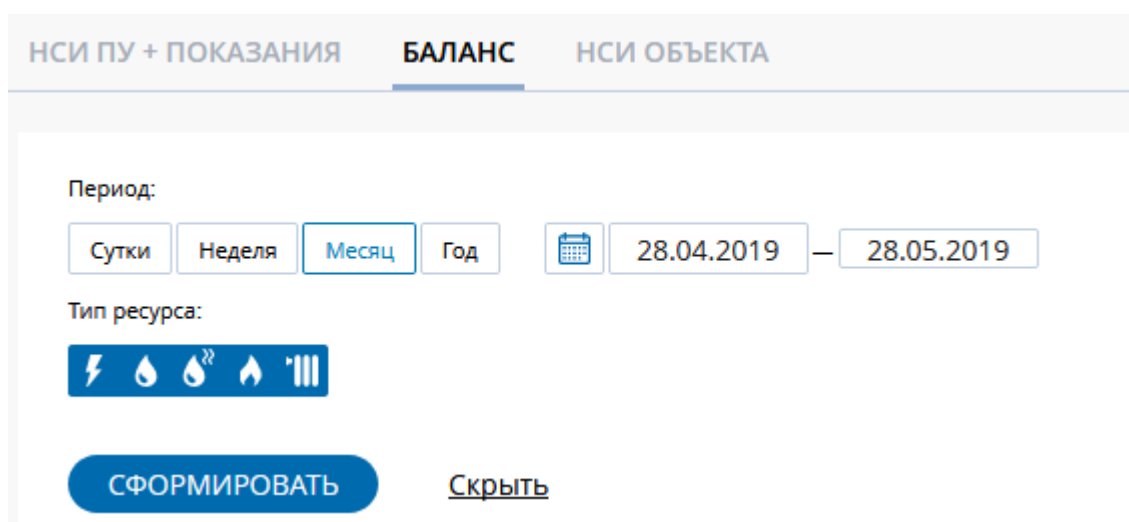 НСИ ПУ + ПОКАЗАНИЯ БАЛАНС НСИ ОБЪЕКТА
Период:
Сутки Неделя Месяц Год 28.04.2019 — 28.05.2019
Тип ресурса:
СФОРМИРОВАТЬ Скрыть